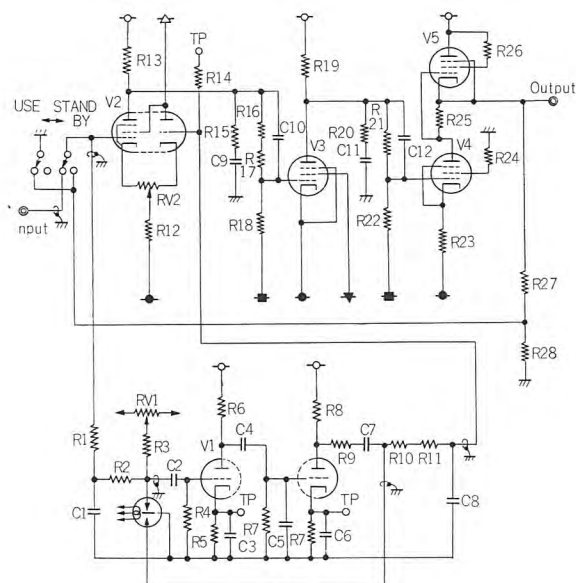 V5
R26
TP
R13
R14
R19
Output
USE STAND
BY
V2
R15
R16
C10
R
21
R25
R20
V3
C11
C12
V4
R24
C9
R
17
RV2
nput
R12
R18
R22
R23
R27
R28
RV1
R6
R8
R1
R3
V1
C4
C7
R2
C2
R9
R10
R11
C1
R4
R7
TP
TP
C8
R5
C3
C5
R7
C6